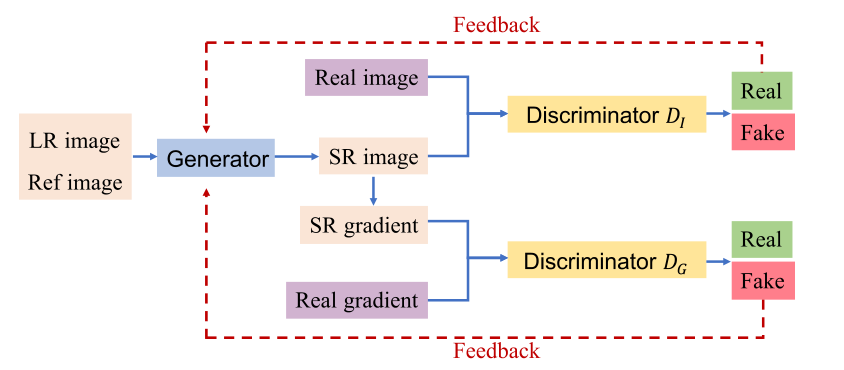 Feedback
Real image
Real
Discriminator D_I
Fake
LR image
Ref image
Generator
SR image
SR gradient
Real
Discriminator D_G
Fake
Real gradient
Feedback